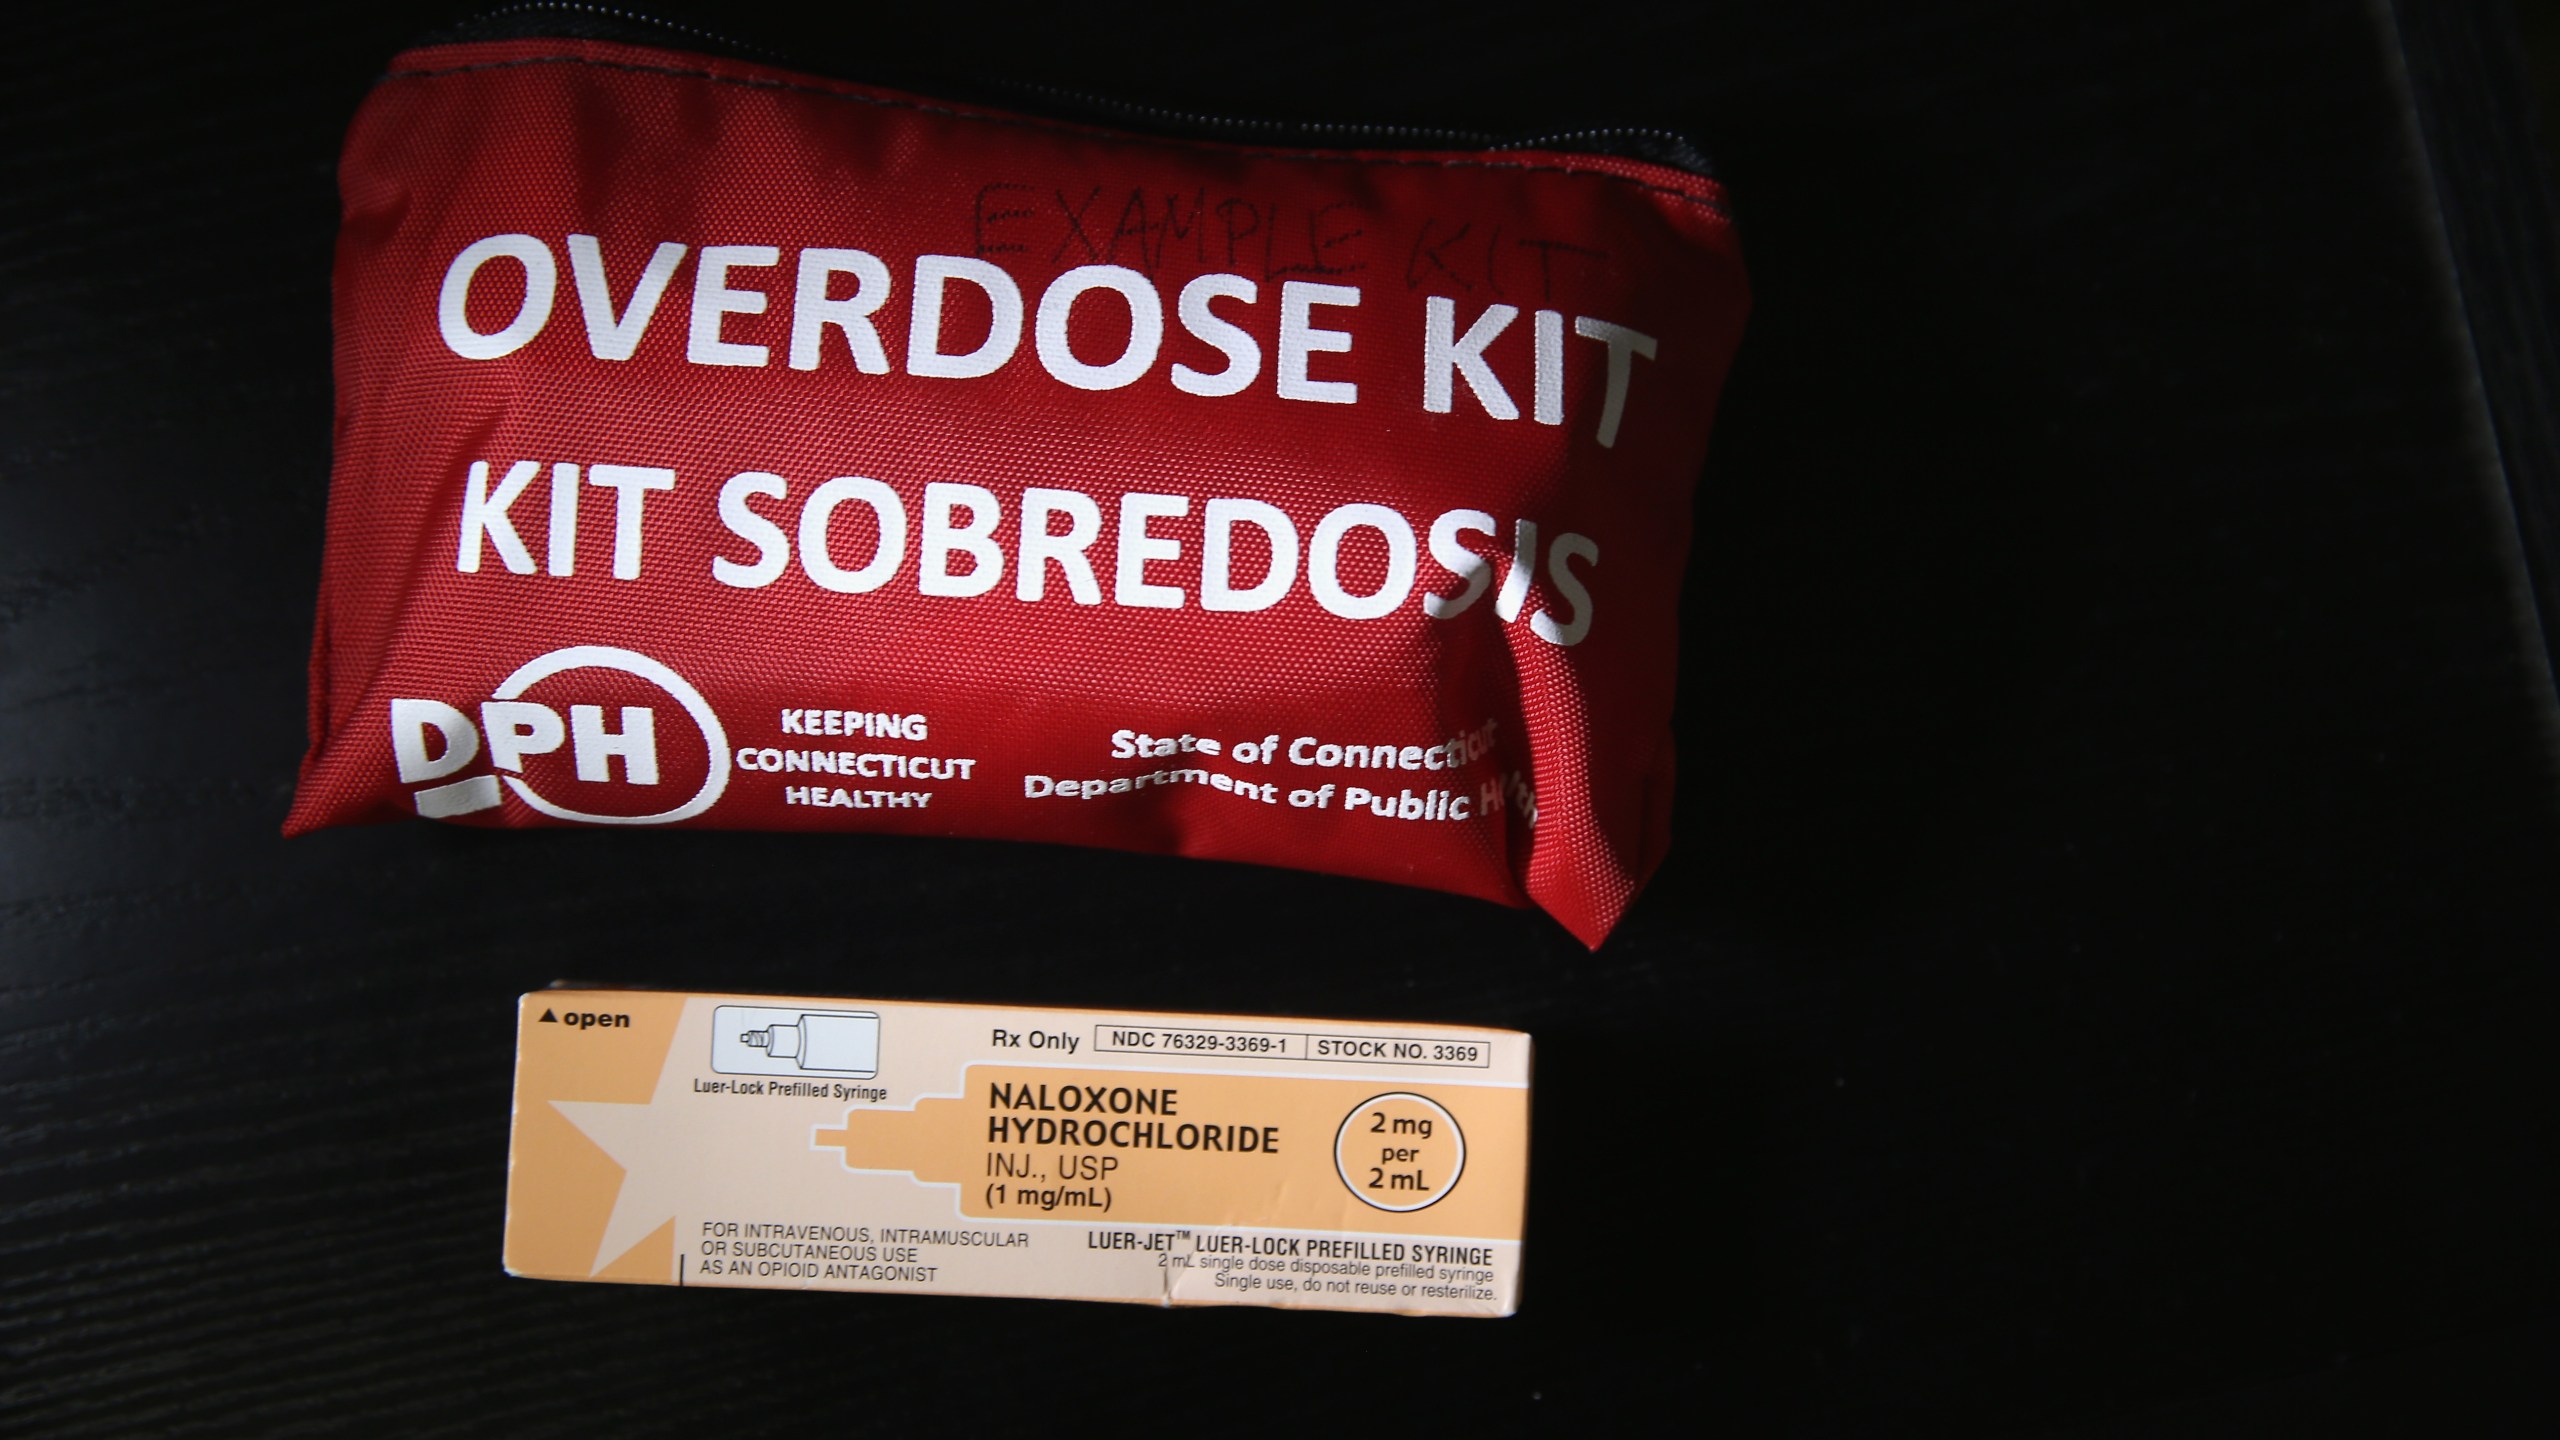 EXAMPLE KIT
OVERDOSE KIT
KIT SOBREDOSIS
DPH
KEEPING
CONNECTICUT
HEALTHY
State of Connecticut
Department of Public Health
▲open
Luer-Lock Prefilled Syringe
Rx Only
NDC 76329-3369-1
STOCK NO. 3369
NALOXONE
HYDROCHLORIDE
INJ., USP
(1 mg/mL)
2 mg
per
2 mL
FOR INTRAVENOUS, INTRAMUSCULAR
OR SUBCUTANEOUS USE
AS AN OPIOID ANTAGONIST
LUER-JET™ LUER-LOCK PREFILLED SYRINGE
2 mL single dose disposable prefilled syringe
Single use, do not reuse or resterilize.